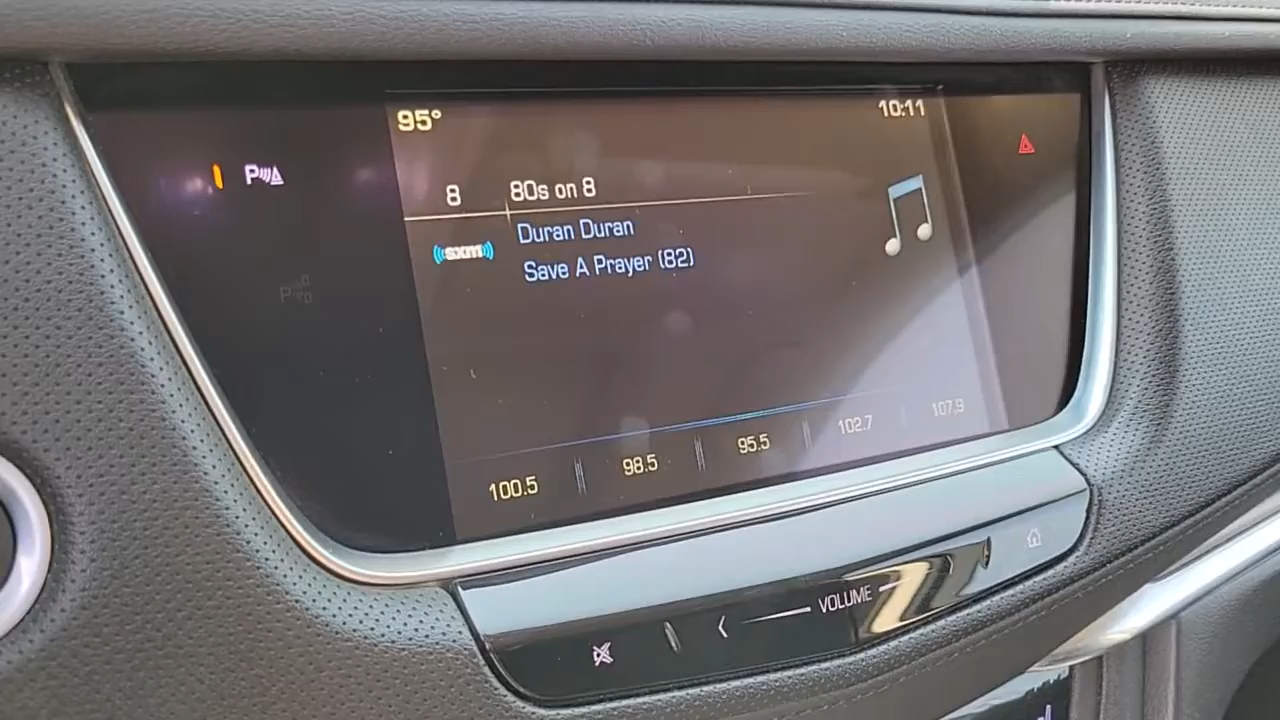 95°
10:11
P
8
80s on 8
sxm
Duran Duran
Save A Prayer (82)
P
100.5
98.5
95.5
102.7
107.9
VOLUME